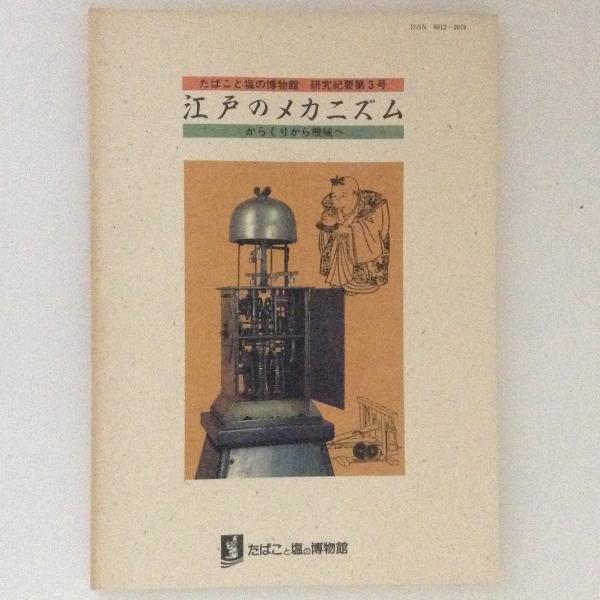 ISSN 0913-2079
たばこと塩の博物館 研究紀要第3号
江戸のメカニズム
からくりから機械へ
たばこと塩の博物館